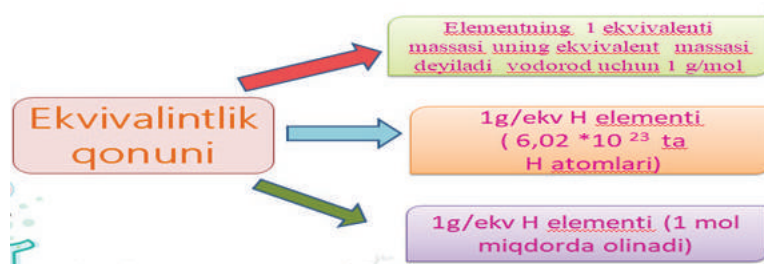 Ekvivalintlik
qonuni
Elementning 1 ekvivalenti
massasi uning ekvivalent massasi
deyiladi vodorod uchun 1 g/mol
1g/ekv H elementi
( 6,02 *10 ²³ ta
H atomlari)
1g/ekv H elementi (1 mol
miqdorda olinadi)